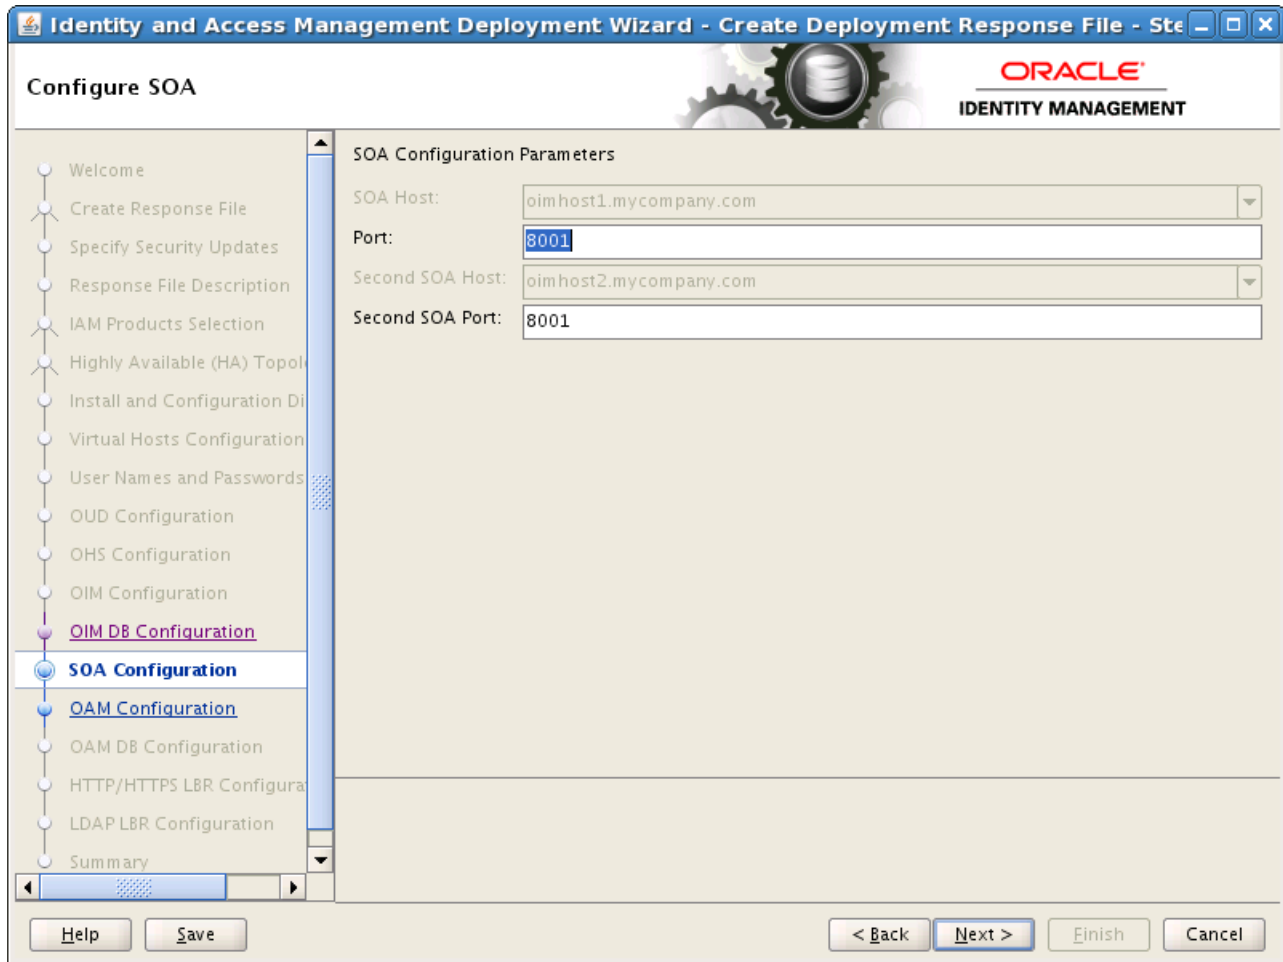 Identity and Access Management Deployment Wizard - Create Deployment Response File - Ste
Configure SOA
ORACLE
IDENTITY MANAGEMENT
Welcome
Create Response File
Specify Security Updates
Response File Description
IAM Products Selection
Highly Available (HA) Topol
Install and Configuration Di
Virtual Hosts Configuration
User Names and Passwords
OUD Configuration
OHS Configuration
OIM Configuration
OIM DB Configuration
SOA Configuration
OAM Configuration
OAM DB Configuration
HTTP/HTTPS LBR Configura
LDAP LBR Configuration
Summary
SOA Configuration Parameters
SOA Host: oimhost1.mycompany.com
Port: 8001
Second SOA Host: oimhost2.mycompany.com
Second SOA Port: 8001
Help Save < Back Next > Finish Cancel